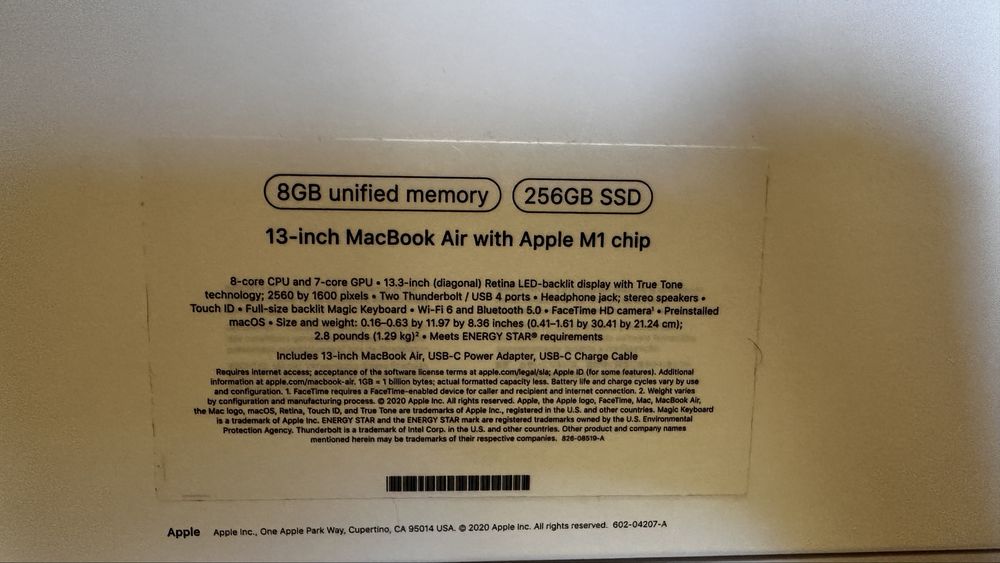 8GB unified memory 256GB SSD
13-inch MacBook Air with Apple M1 chip
8-core CPU and 7-core GPU • 13.3-inch (diagonal) Retina LED-backlit display with True Tone
technology; 2560 by 1600 pixels • Two Thunderbolt / USB 4 ports • Headphone jack; stereo speakers •
Touch ID • Full-size backlit Magic Keyboard • Wi-Fi 6 and Bluetooth 5.0 • FaceTime HD camera¹ • Preinstalled
macOS • Size and weight: 0.16–0.63 by 11.97 by 8.36 inches (0.41–1.61 by 30.41 by 21.24 cm);
2.8 pounds (1.29 kg)² • Meets ENERGY STAR® requirements
Includes 13-inch MacBook Air, USB-C Power Adapter, USB-C Charge Cable
Requires Internet access; acceptance of the software license terms at apple.com/legal/sla; Apple ID (for some features). Additional
information at apple.com/macbook-air. 1GB = 1 billion bytes; actual formatted capacity less. Battery life and charge cycles vary by use
and configuration. 1. FaceTime requires a FaceTime-enabled device for caller and recipient and internet connection. 2. Weight varies
by configuration and manufacturing process. © 2020 Apple Inc. All rights reserved. Apple, the Apple logo, FaceTime, Mac, MacBook Air,
the Mac logo, macOS, Retina, Touch ID, and True Tone are trademarks of Apple Inc., registered in the U.S. and other countries. Magic Keyboard
is a trademark of Apple Inc. ENERGY STAR and the ENERGY STAR mark are registered trademarks owned by the U.S. Environmental
Protection Agency. Thunderbolt is a trademark of Intel Corp. in the U.S. and other countries. Other product and company names
mentioned herein may be trademarks of their respective companies. 826-08519-A
Apple Apple Inc., One Apple Park Way, Cupertino, CA 95014 USA. © 2020 Apple Inc. All rights reserved. 602-04207-A